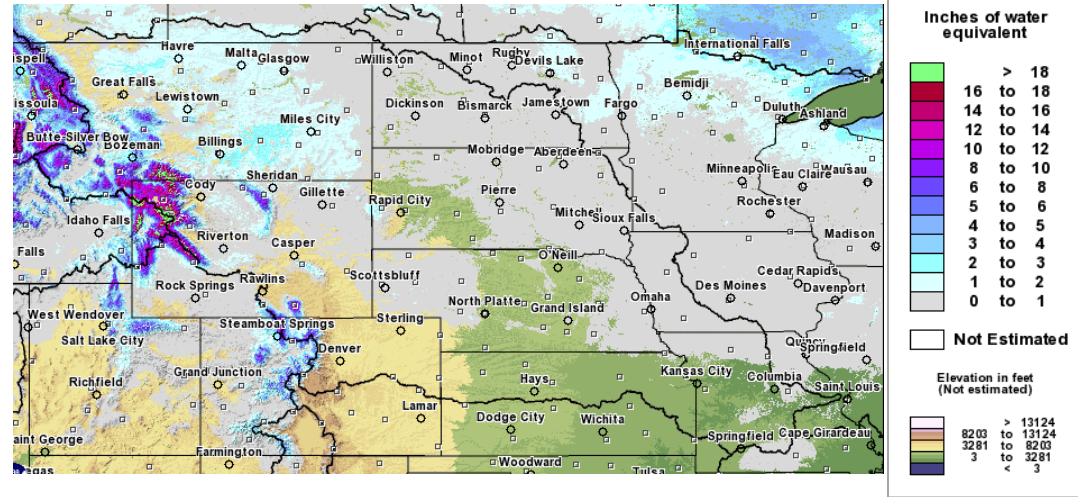 International Falls
Havre
Malta
Glasgow
Williston
Minot
Rugby
Devils Lake
ispell
Great Falls
Bemidji
Lewistown
Dickinson
Bismarck
Jamestown
Fargo
Duluth
Ashland
issoula
Miles City
Butte-Silver Bow
Bozeman
Billings
Mobridge
Aberdeen
Minneapolis
Eau Claire
Wausau
Cody
Sheridan
Gillette
Rapid City
Pierre
Rochester
Idaho Falls
Mitchell
Sioux Falls
Madison
Falls
Riverton
Casper
O'Neill
Cedar Rapids
Rock Springs
Rawlins
Scottsbluff
Des Moines
Davenport
West Wendover
North Platte
Grand Island
Omaha
Salt Lake City
Steamboat Springs
Sterling
Denver
Quincy
Springfield
Richfield
Grand Junction
Hays
Kansas City
Columbia
Saint Louis
Lamar
Dodge City
Wichita
Springfield
Cape Girardeau
aint George
Farmington
egas
Woodward
Tulsa
Inches of water
equivalent
> 18
16 to 18
14 to 16
12 to 14
10 to 12
8 to 10
6 to 8
5 to 6
4 to 5
3 to 4
2 to 3
1 to 2
0 to 1
Not Estimated
Elevation in feet
(Not estimated)
> 13124
8203 to 13124
3281 to 8203
3 to 3281
< 3